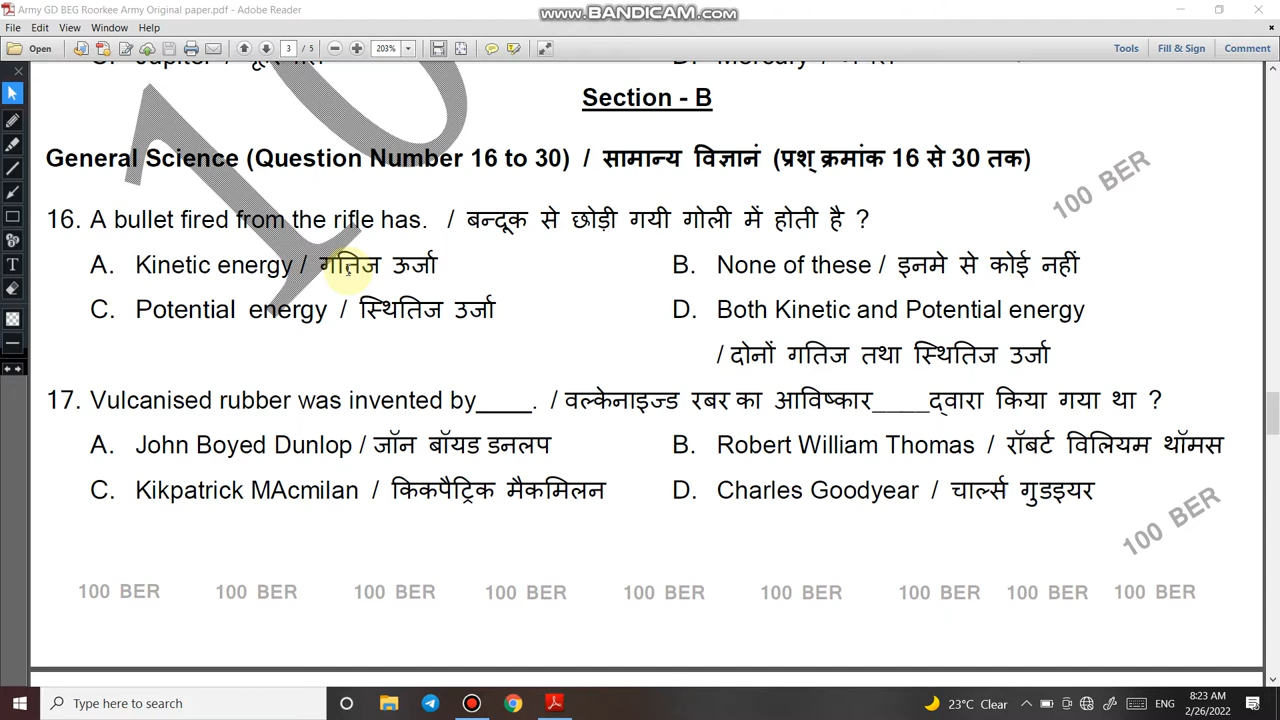 Army GD BEG Roorkee Army Original paper.pdf - Adobe Reader
www.BANDICAM.com
File Edit View Window Help
Open 3 / 5 203% Tools Fill & Sign Comment
Section - B
General Science (Question Number 16 to 30) / सामान्य विज्ञानं (प्रश् क्रमांक 16 से 30 तक)
16. A bullet fired from the rifle has. / बन्दूक से छोड़ी गयी गोली में होती है ?
A. Kinetic energy / गतिज ऊर्जा B. None of these / इनमे से कोई नहीं
C. Potential energy / स्थितिज उर्जा D. Both Kinetic and Potential energy
/ दोनों गतिज तथा स्थितिज उर्जा
17. Vulcanised rubber was invented by____. / वल्केनाइज्ड रबर का आविष्कार____द्वारा किया गया था ?
A. John Boyed Dunlop / जॉन बॉयड डनलप B. Robert William Thomas / रॉबर्ट विलियम थॉमस
C. Kikpatrick MAcmilan / किकपैट्रिक मैकमिलन D. Charles Goodyear / चार्ल्स गुडइयर
100 BER
100 BER
100 BER 100 BER 100 BER 100 BER 100 BER 100 BER 100 BER 100 BER 100 BER
Type here to search 23°C Clear ENG 8:23 AM
2/26/2022